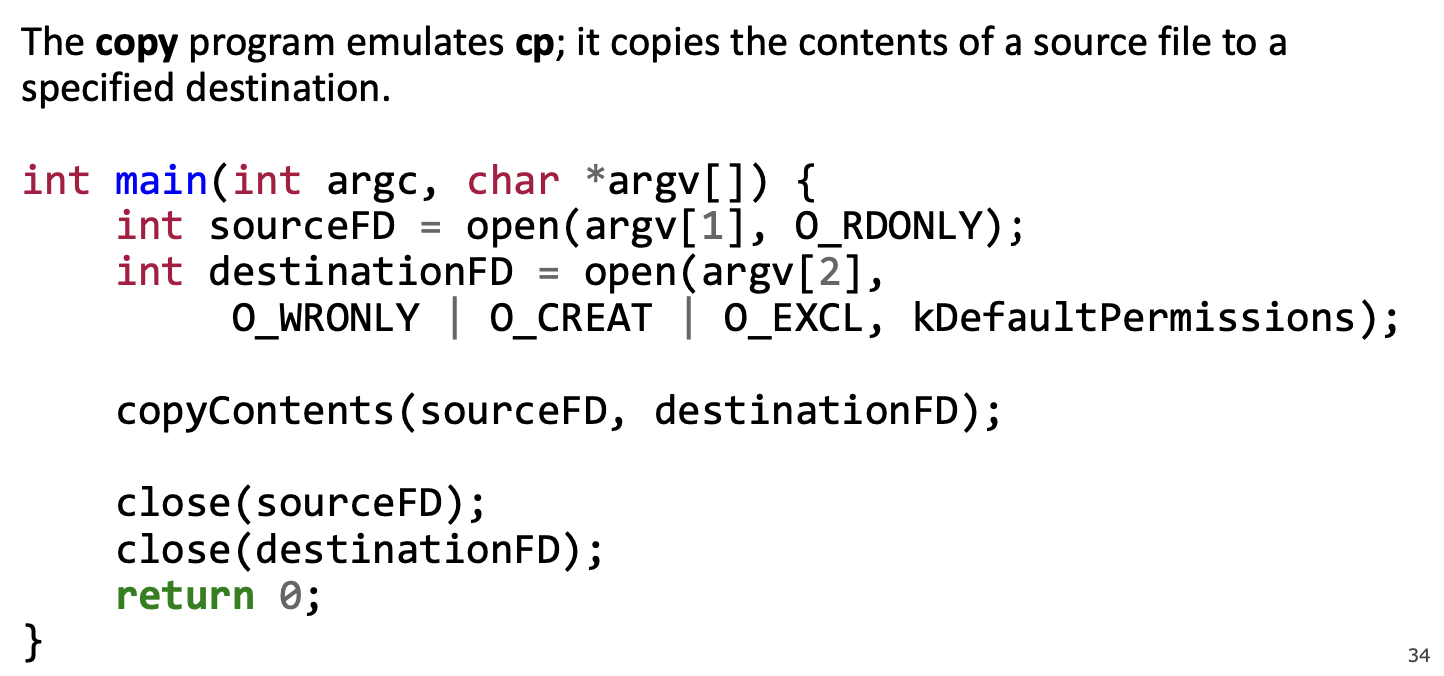 The copy program emulates cp; it copies the contents of a source file to a
specified destination.
int main(int argc, char *argv[]) {
    int sourceFD = open(argv[1], O_RDONLY);
    int destinationFD = open(argv[2],
         O_WRONLY | O_CREAT | O_EXCL, kDefaultPermissions);
    copyContents(sourceFD, destinationFD);
    close(sourceFD);
    close(destinationFD);
    return 0;
}
34